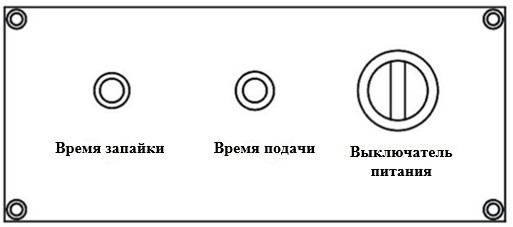 Время запайки
Время подачи
Выключатель
питания